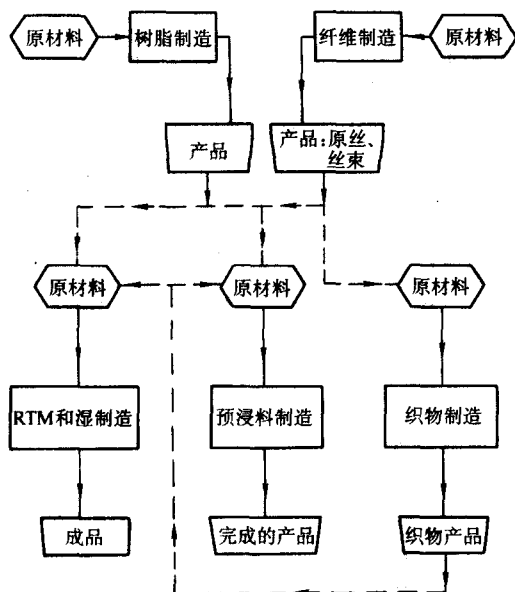 原材料
树脂制造
纤维制造
原材料
产品
产品:原丝、
丝束
原材料
原材料
原材料
RTM和湿制造
预浸料制造
织物制造
成品
完成的产品
织物产品